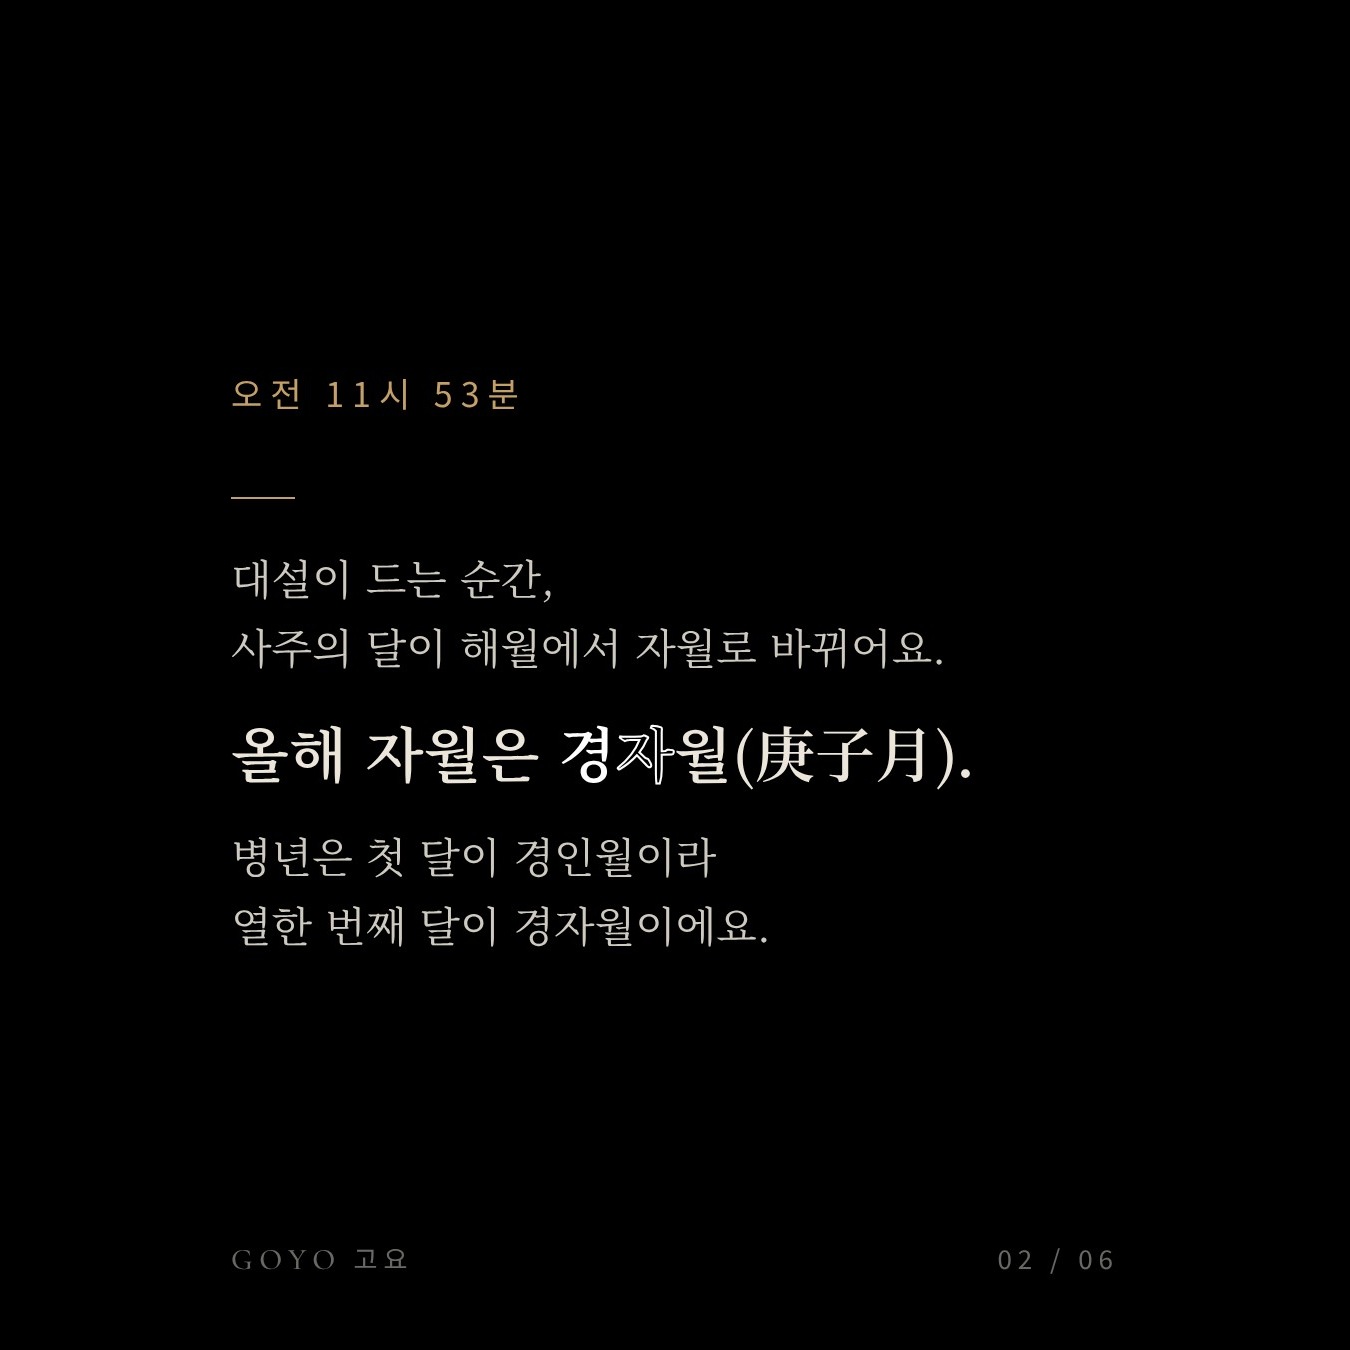 오전 11시 53분
대설이 드는 순간,
사주의 달이 해월에서 자월로 바뀌어요.
올해 자월은 경자월(庚子月).
병년은 첫 달이 경인월이라
열한 번째 달이 경자월이에요.
GOYO 고요
02 / 06